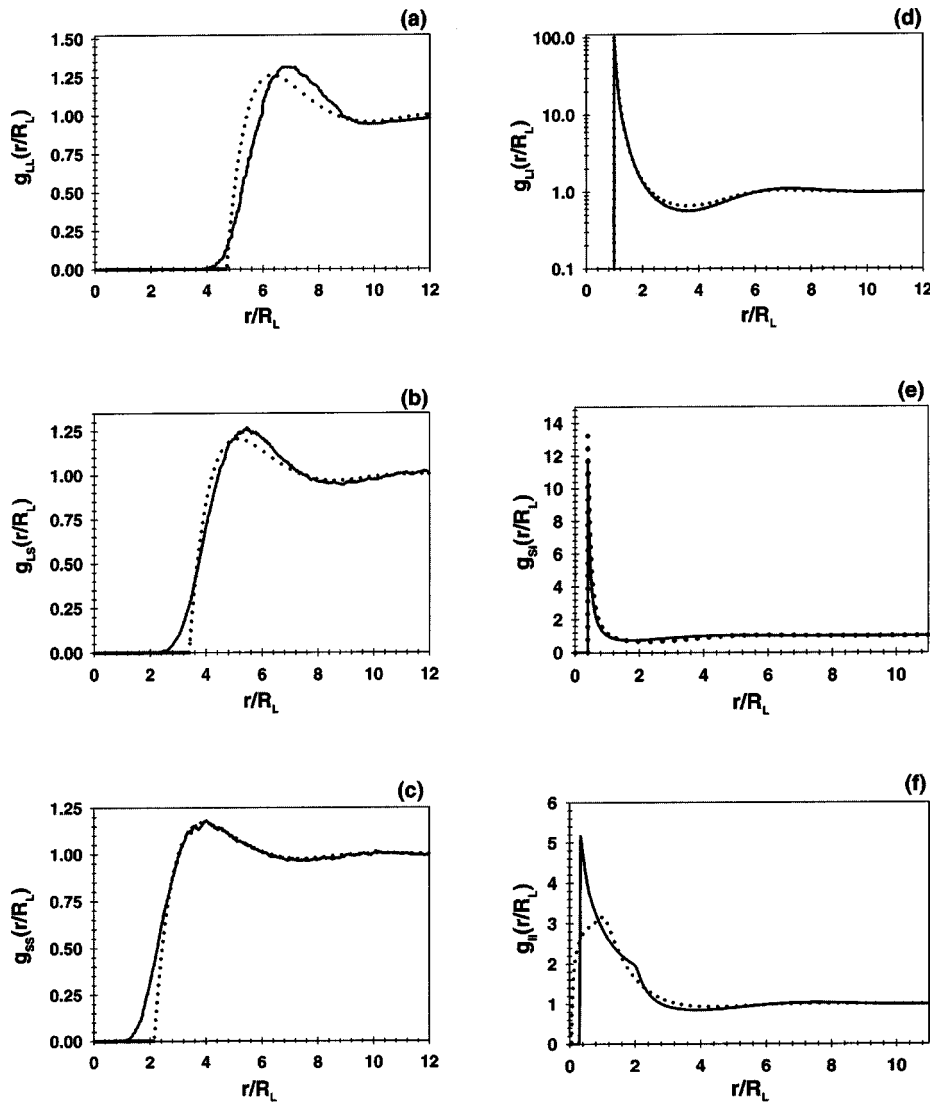 (a)
1.50
1.25
1.00
0.75
0.50
0.25
0.00
g_LL(r/R_L)
0 2 4 6 8 10 12
r/R_L
(b)
1.25
1.00
0.75
0.50
0.25
0.00
g_LS(r/R_L)
0 2 4 6 8 10 12
r/R_L
(c)
1.25
1.00
0.75
0.50
0.25
0.00
g_SS(r/R_L)
0 2 4 6 8 10 12
r/R_L
(d)
100.0
10.0
1.0
0.1
g_LI(r/R_L)
0 2 4 6 8 10 12
r/R_L
(e)
14
12
10
8
6
4
2
0
g_SI(r/R_L)
0 2 4 6 8 10
r/R_L
(f)
6
5
4
3
2
1
0
g_II(r/R_L)
0 2 4 6 8 10
r/R_L